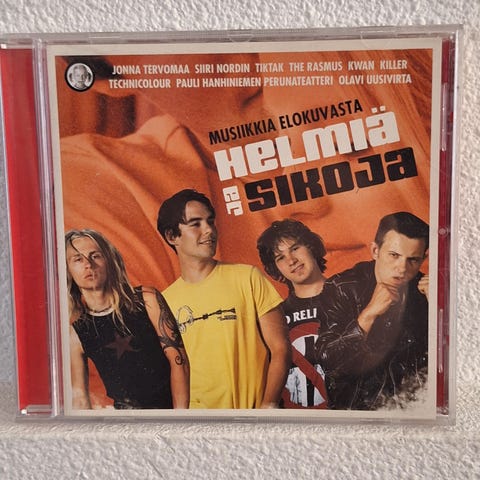 JONNA TERVOMAA SIIRI NORDIN TIKTAK THE RASMUS KWAN KILLER
TECHNICOLOUR PAULI HANHINIEMEN PERUNATEATTERI OLAVI UUSIVIRTA
MUSIIKKIA ELOKUVASTA
HELMIÄ
JA SIKOJA
RELI